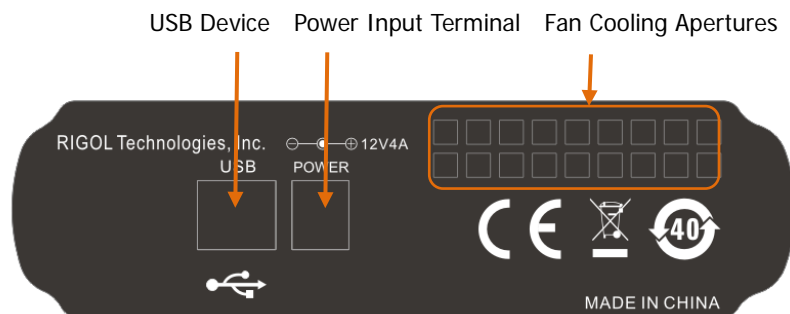 USB Device Power Input Terminal Fan Cooling Apertures
RIGOL Technologies, Inc. 12V4A
USB POWER
CE 40
MADE IN CHINA